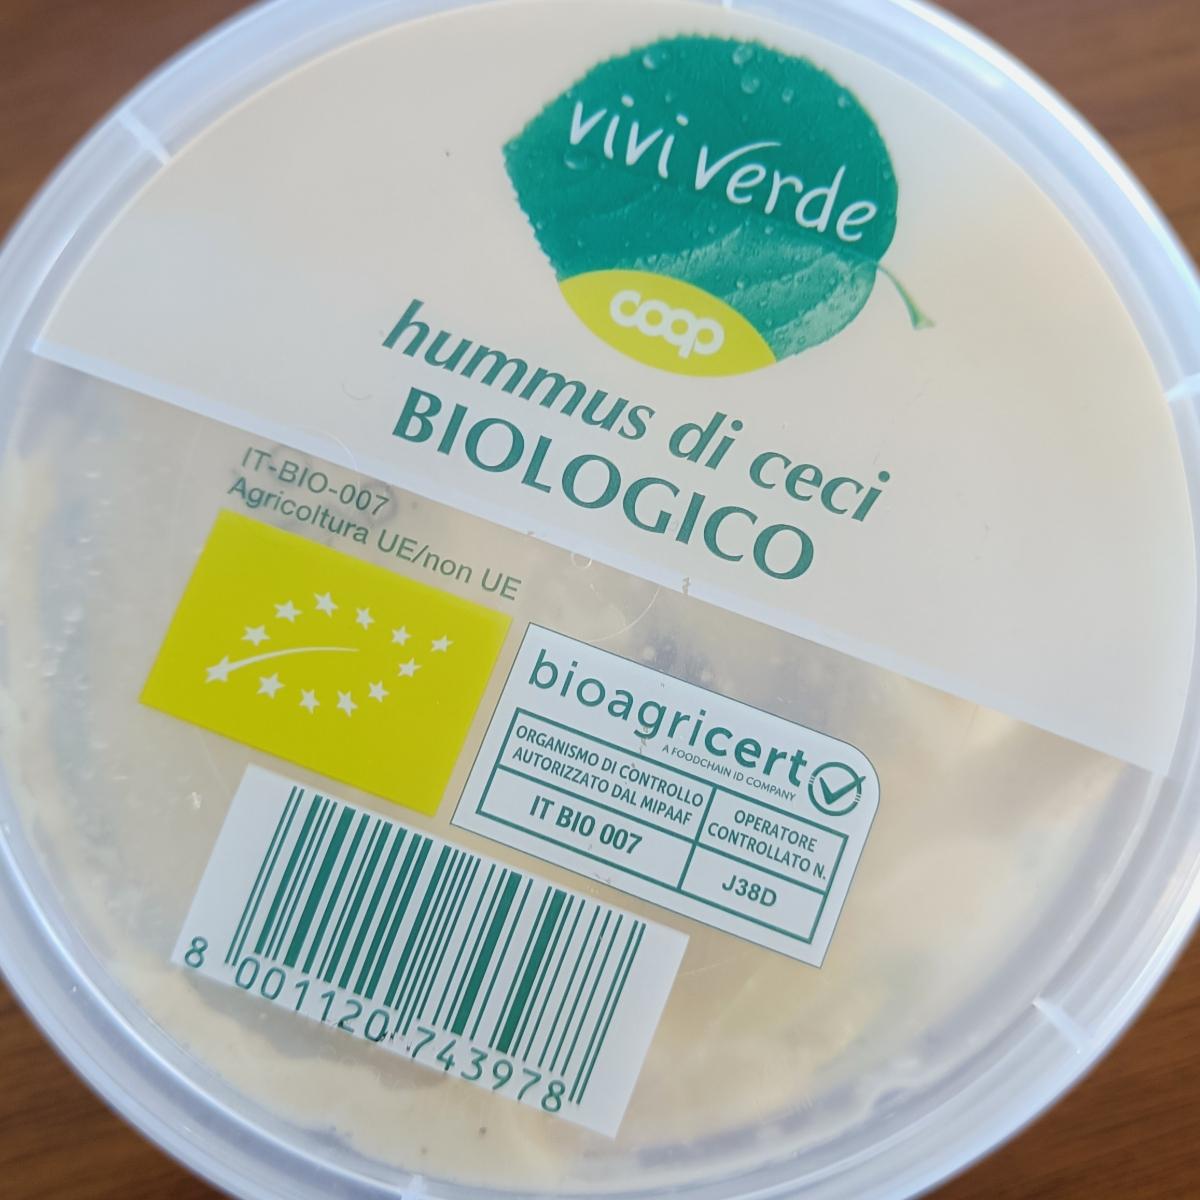 vivi verde
coop
hummus di ceci
BIOLOGICO
IT-BIO-007
Agricoltura UE/non UE
bioagricert
A FOODCHAIN ID COMPANY
ORGANISMO DI CONTROLLO
AUTORIZZATO DAL MIPAAF
IT BIO 007
OPERATORE
CONTROLLATO N.
J38D
8 001120 743978